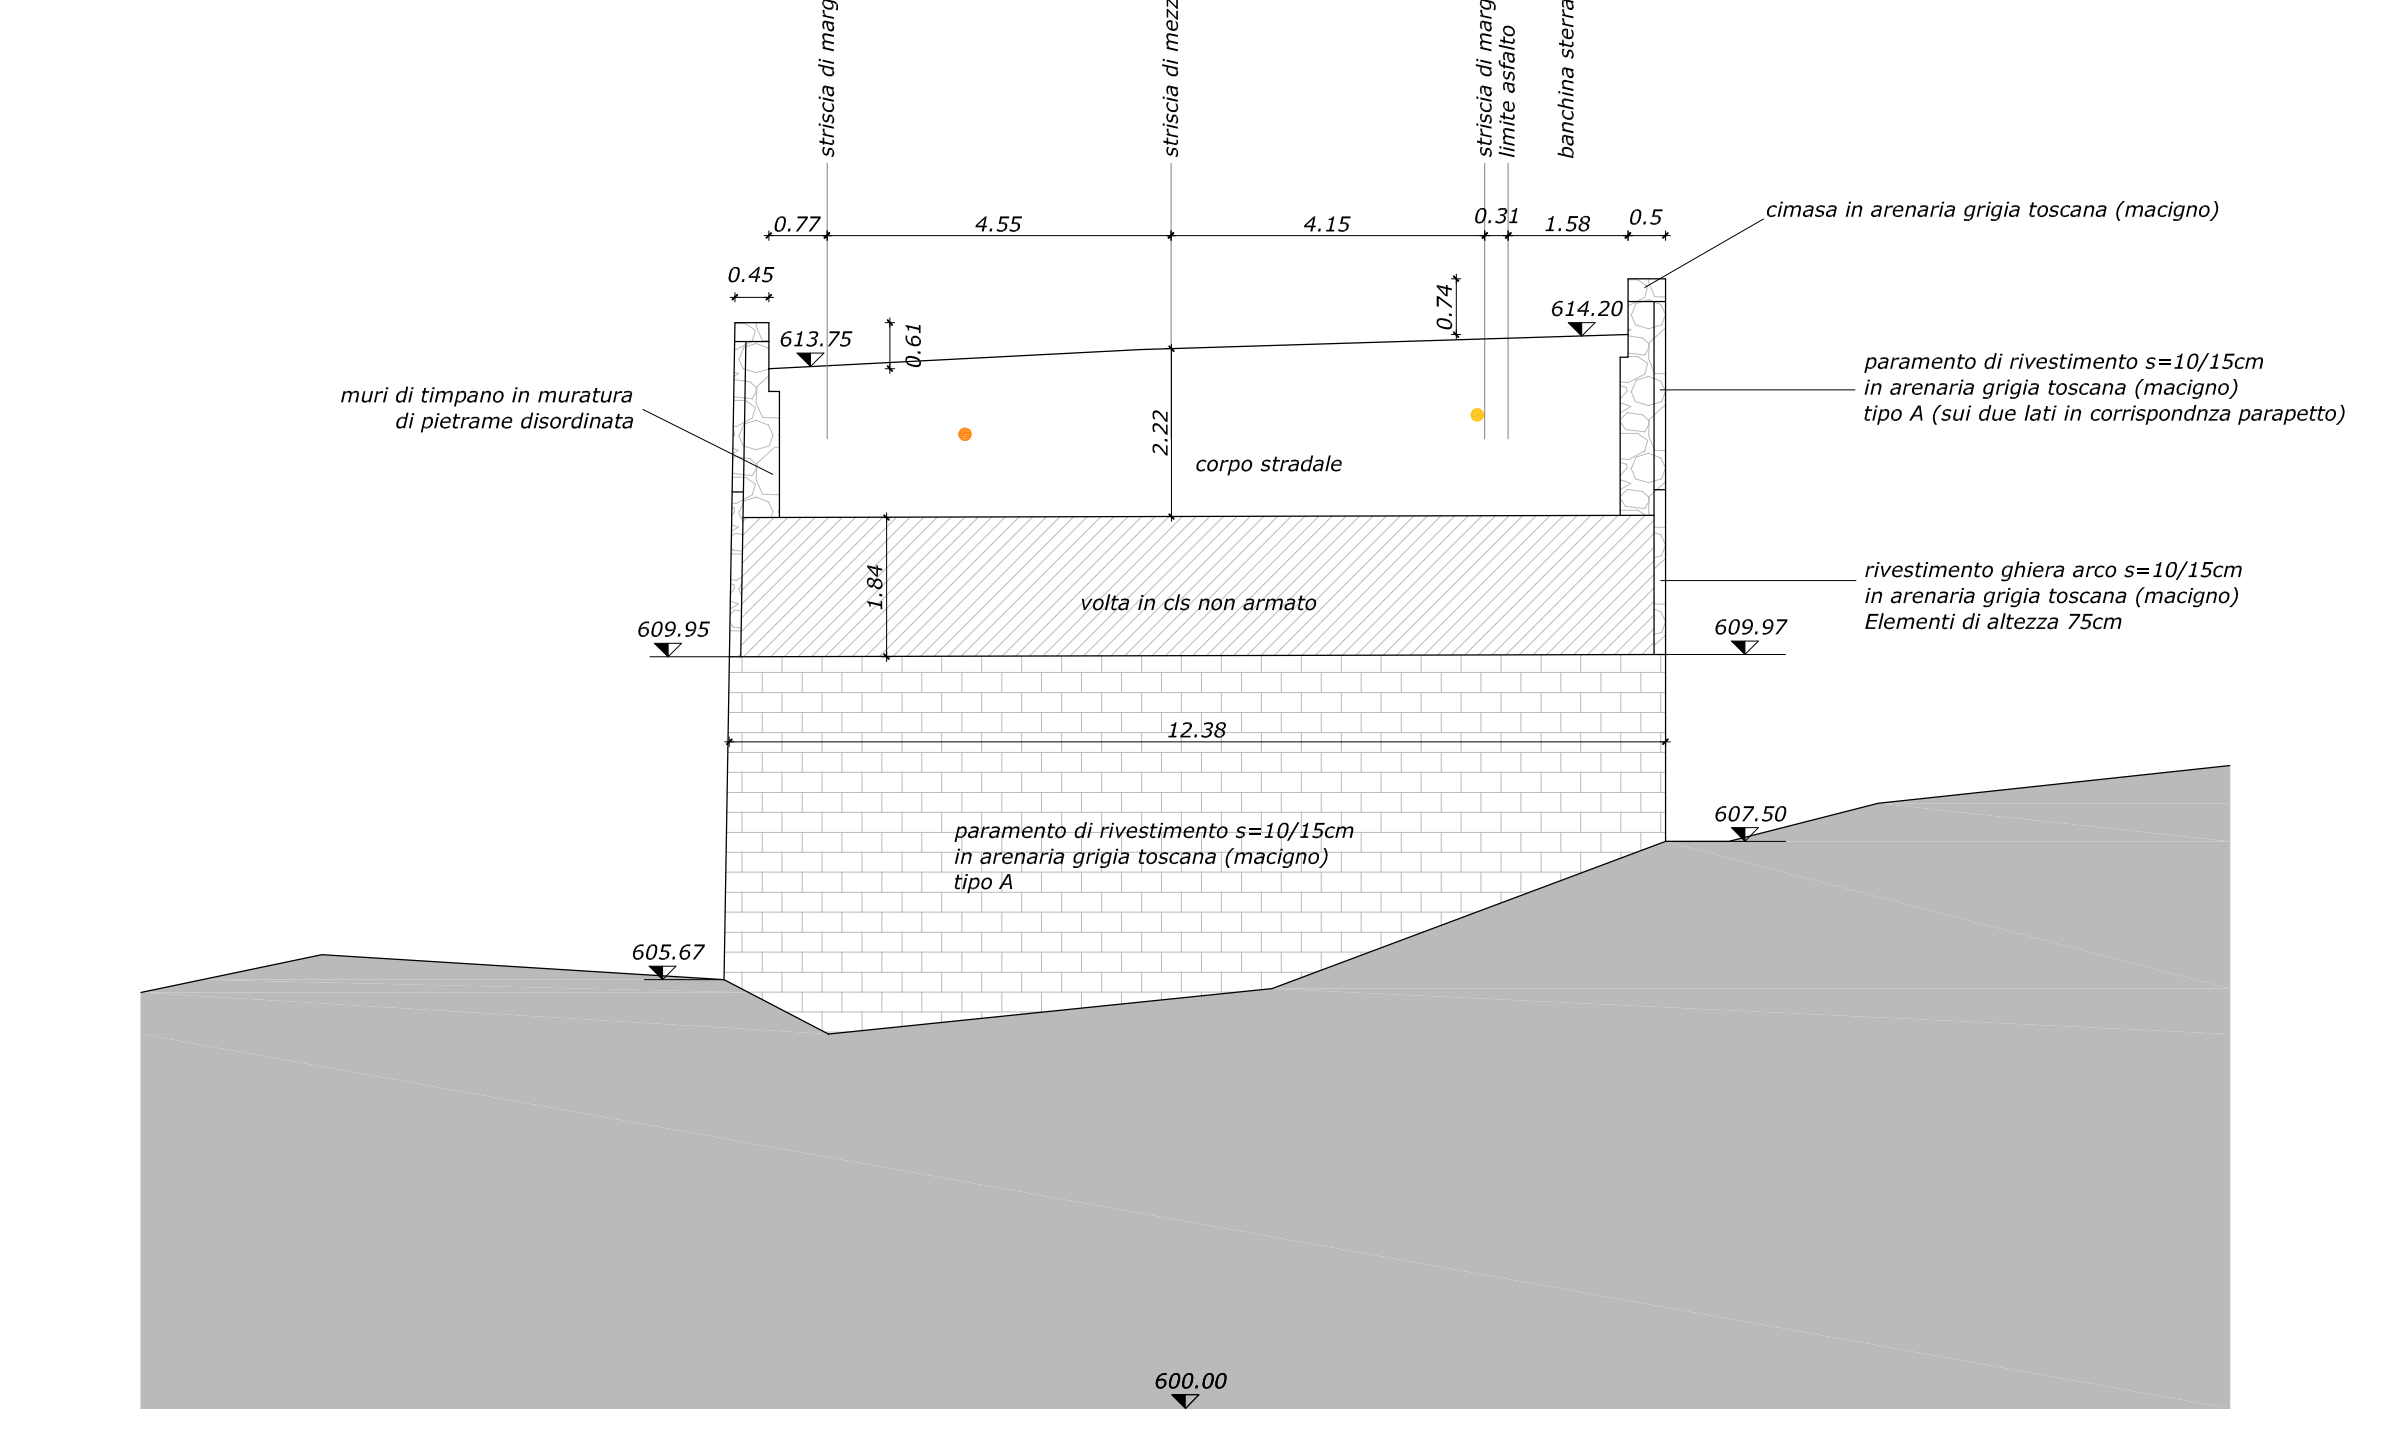 striscia di marg
striscia di mezz
striscia di marg
limite asfalto
banchina sterra
0.77
4.55
4.15
0.31
1.58
0.5
cimasa in arenaria grigia toscana (macigno)
0.45
613.75
0.61
0.74
614.20
muri di timpano in muratura
di pietrame disordinata
paramento di rivestimento s=10/15cm
in arenaria grigia toscana (macigno)
tipo A (sui due lati in corrispondnza parapetto)
2.22
corpo stradale
1.84
volta in cls non armato
rivestimento ghiera arco s=10/15cm
in arenaria grigia toscana (macigno)
Elementi di altezza 75cm
609.95
609.97
12.38
607.50
paramento di rivestimento s=10/15cm
in arenaria grigia toscana (macigno)
tipo A
605.67
600.00